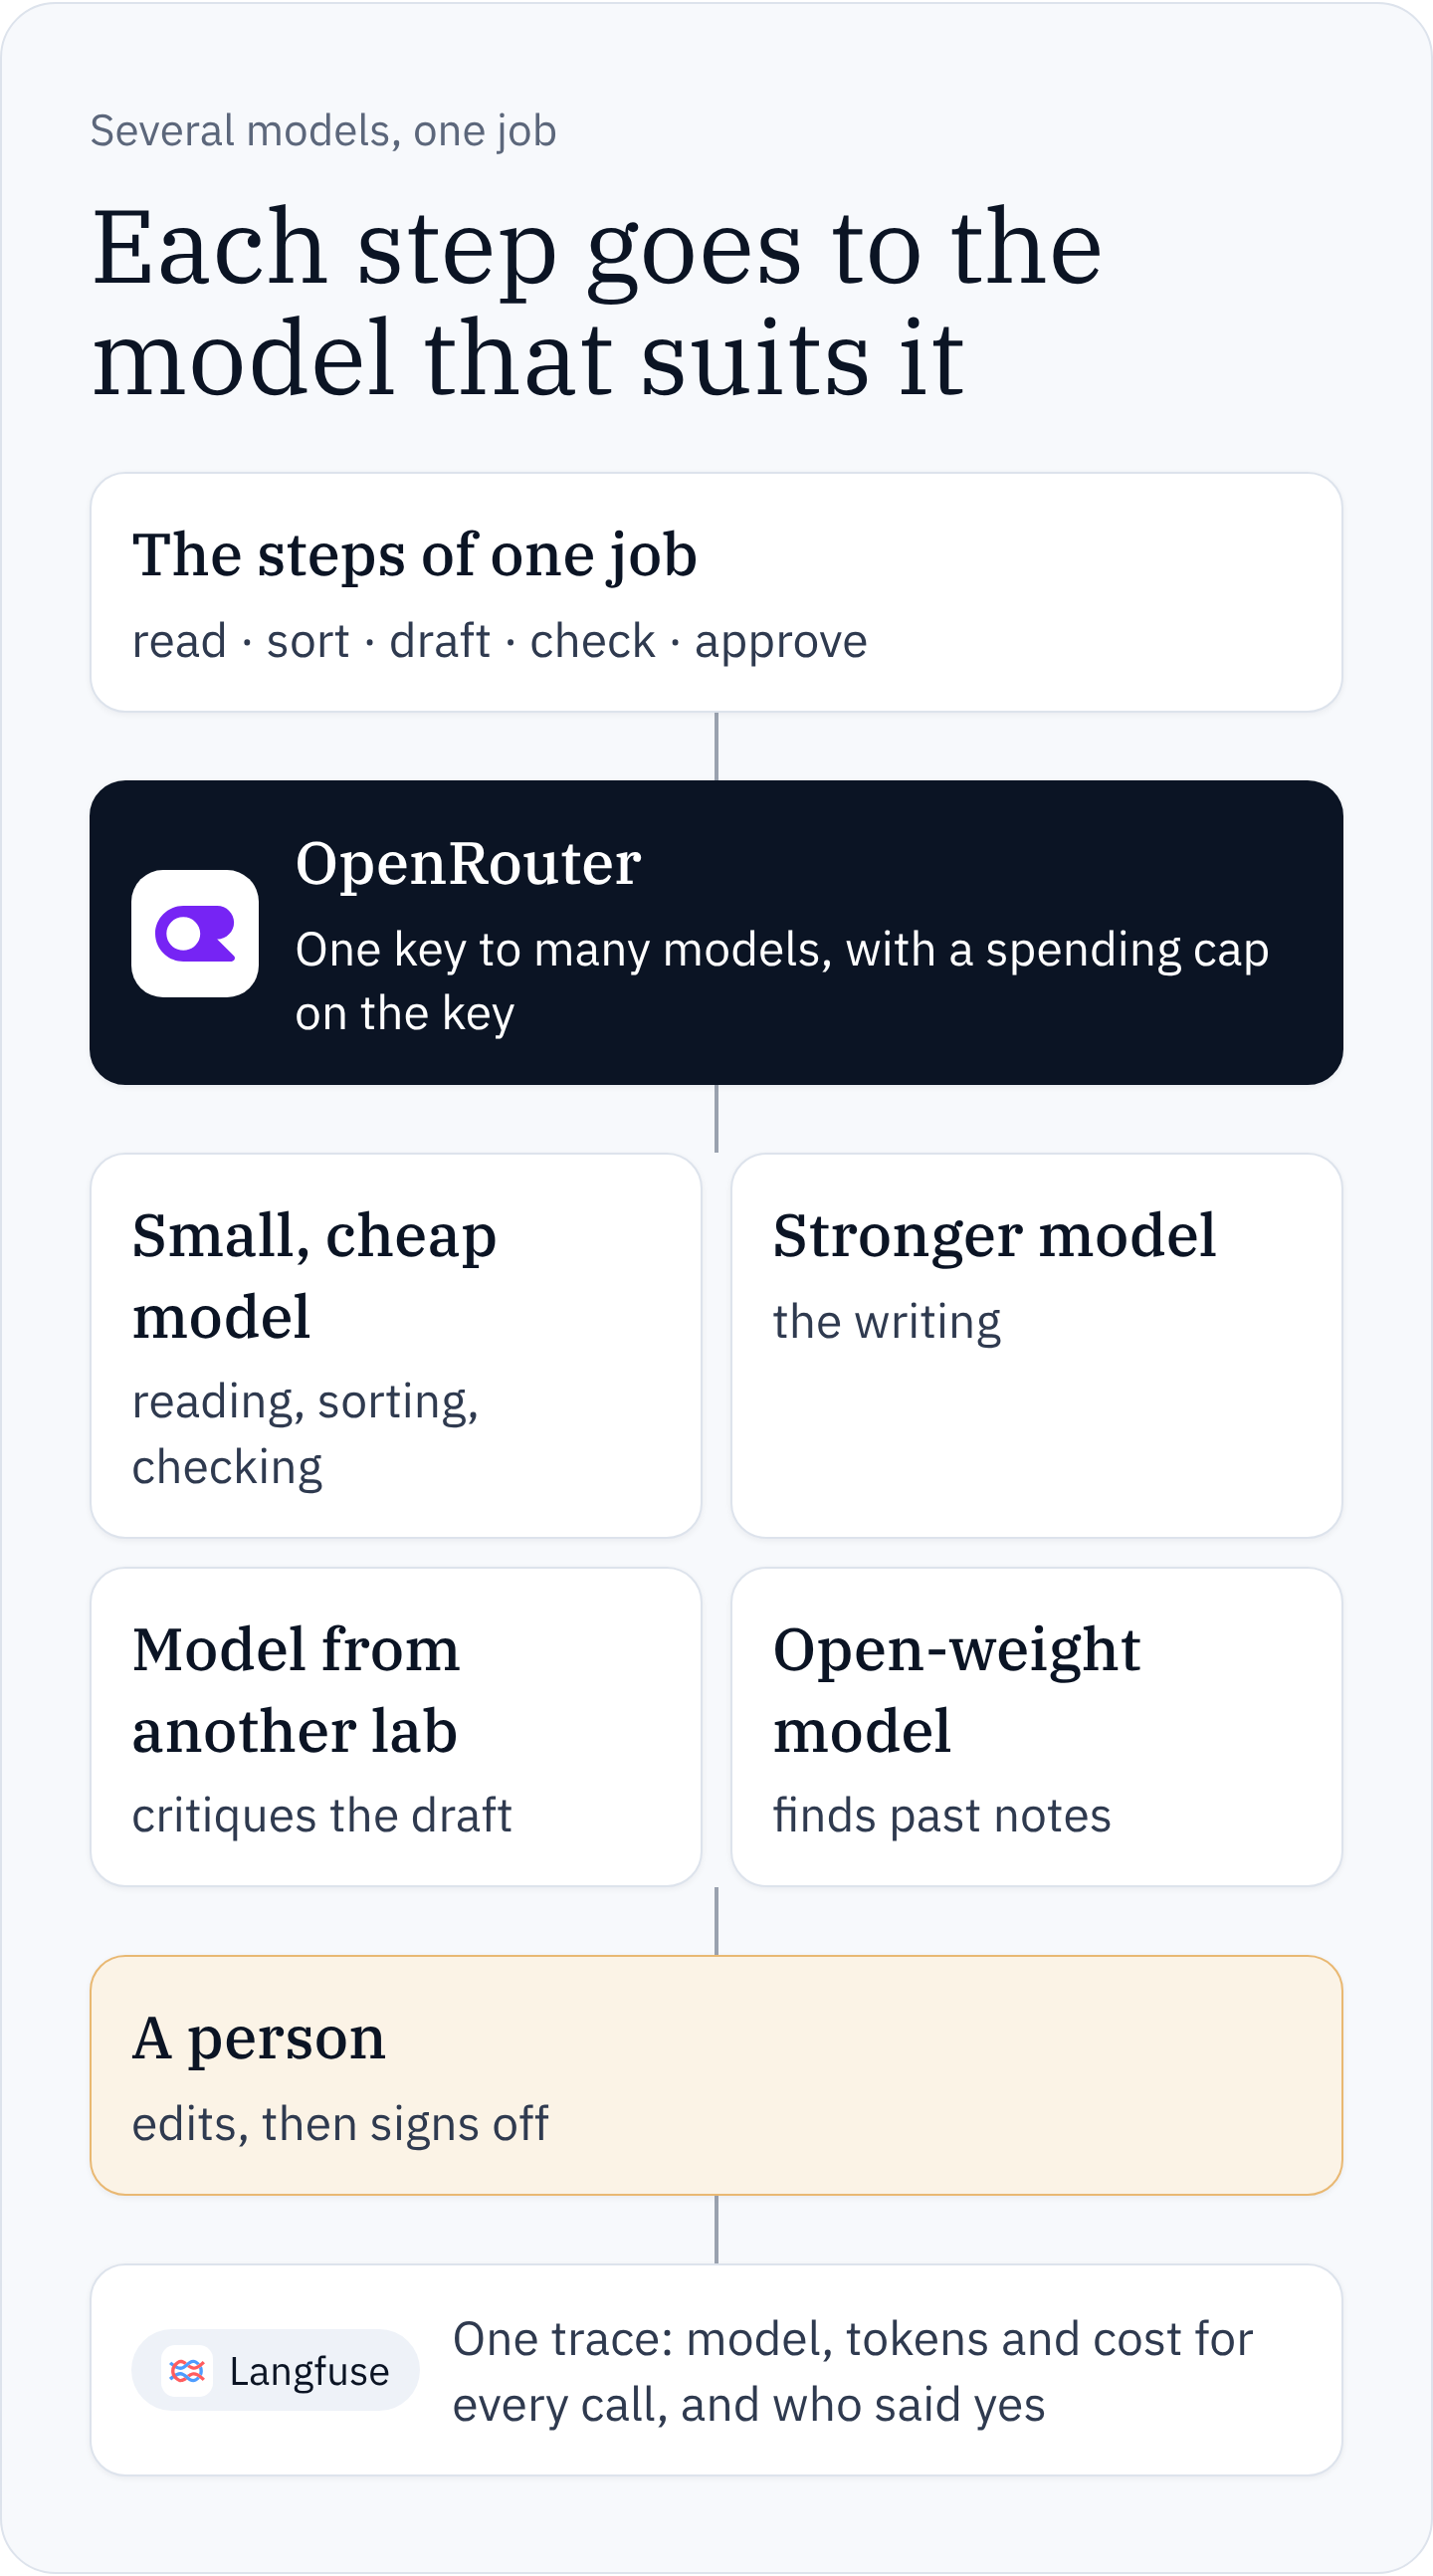 Several models, one job
Each step goes to the
model that suits it
The steps of one job
read · sort · draft · check · approve
OpenRouter
One key to many models, with a spending cap
on the key
Small, cheap
model
reading, sorting,
checking
Stronger model
the writing
Model from
another lab
critiques the draft
Open-weight
model
finds past notes
A person
edits, then signs off
Langfuse
One trace: model, tokens and cost for
every call, and who said yes